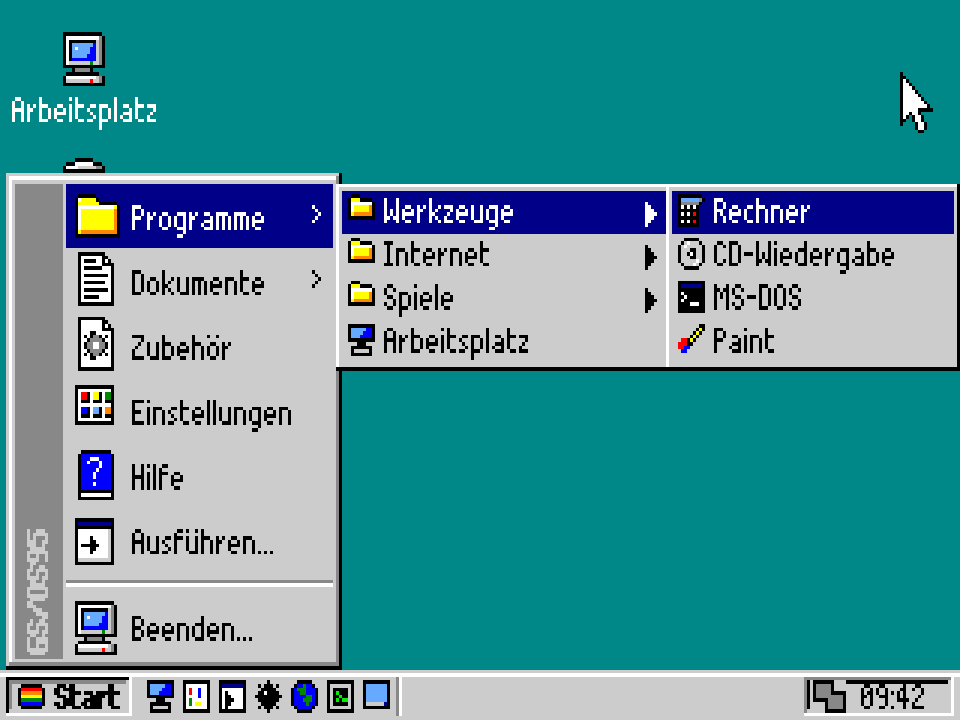 Arbeitsplatz
Programme >
Dokumente >
Zubehör
Einstellungen
Hilfe
Ausführen...
Beenden...
GS/OS95
Werkzeuge
Internet
Spiele
Arbeitsplatz
Rechner
CD-Wiedergabe
MS-DOS
Paint
Start
09:42